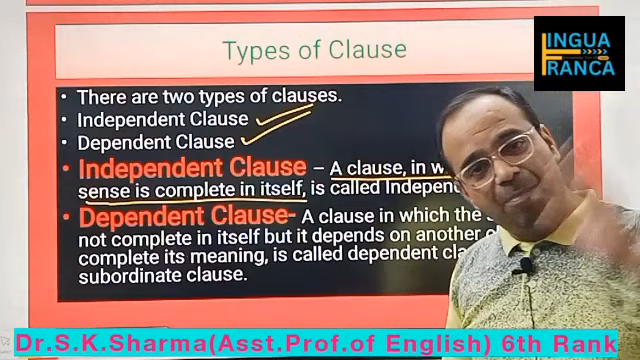 LINGUA
FRANCA
Types of Clause
• There are two types of clauses.
• Independent Clause
• Dependent Clause
• Independent Clause – A clause, in
sense is complete in itself, is called
• Dependent Clause- A clause in which the
not complete in itself but it depends on another
complete its meaning, is called dependent
subordinate clause.
Dr.S.K.Sharma(Asst.Prof.of English) 6th Rank